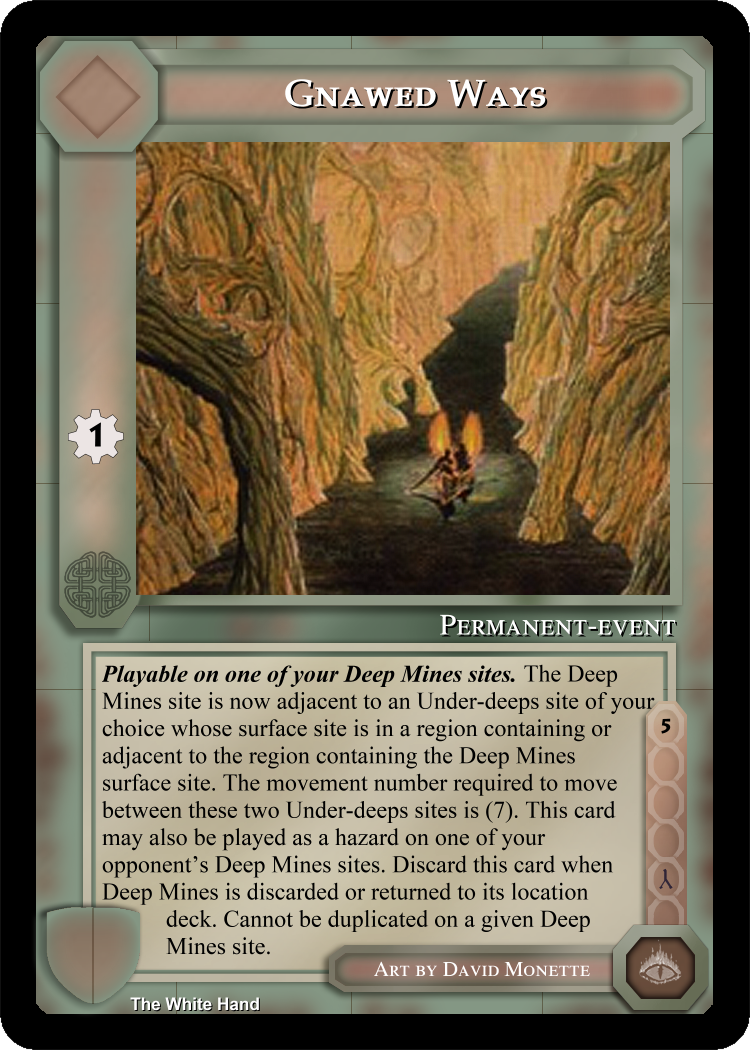 Gnawed Ways
1
Permanent-event
Playable on one of your Deep Mines sites. The Deep
Mines site is now adjacent to an Under-deeps site of your
choice whose surface site is in a region containing or
adjacent to the region containing the Deep Mines
surface site. The movement number required to move
between these two Under-deeps sites is (7). This card
may also be played as a hazard on one of your
opponent’s Deep Mines sites. Discard this card when
Deep Mines is discarded or returned to its location
deck. Cannot be duplicated on a given Deep
Mines site.
5
Art by David Monette
The White Hand